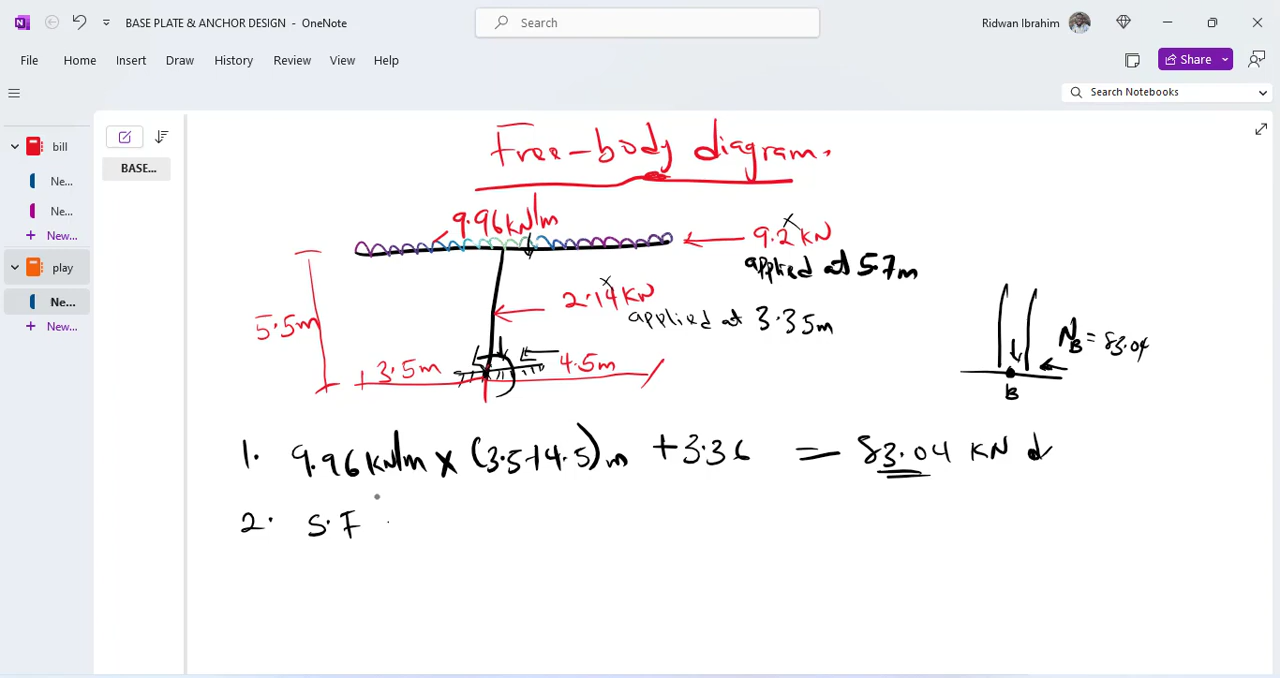 BASE PLATE & ANCHOR DESIGN - OneNote
Search
Ridwan Ibrahim
File Home Insert Draw History Review View Help
Share
Search Notebooks
bill
Ne...
Ne...
+ New...
play
Ne...
+ New...
BASE...
Free-body diagram.
9.96kN/m
9.2kN
applied at 5.7m
2.14kN
applied at 3.35m
5.5m
3.5m
4.5m
NB = 83.04
B
1. 9.96kN/m x (3.5+4.5)m +3.36 = 83.04 KN
2. S.F